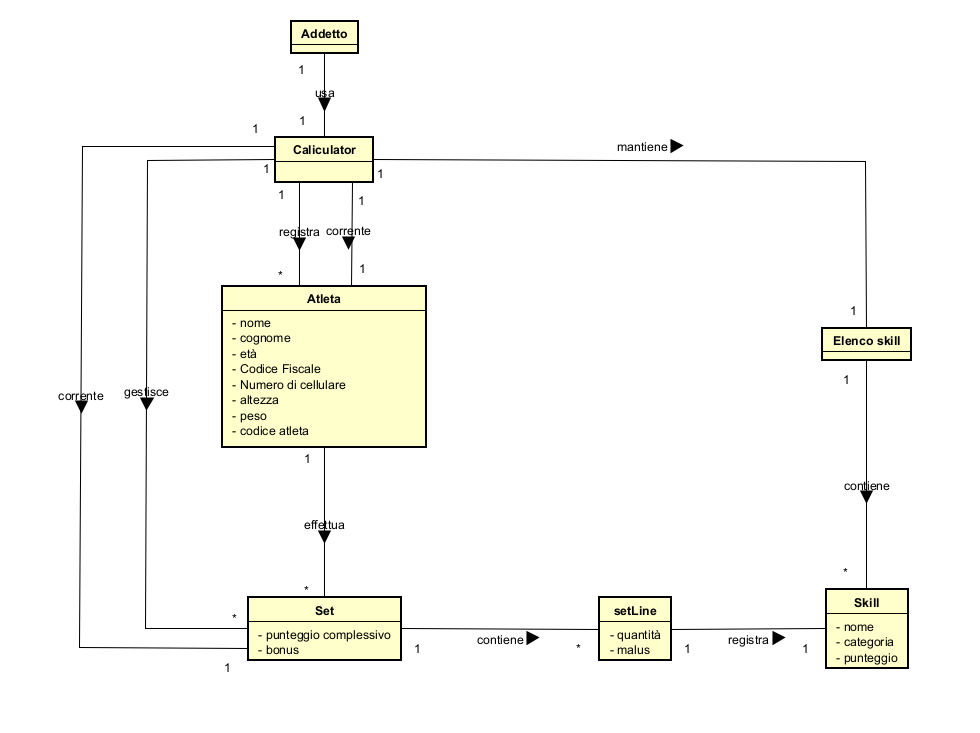 Addetto
1
usa
1
1
Caliculator
mantiene
1
1
1
1
registra
corrente
*
1
Atleta
- nome
- cognome
- età
- Codice Fiscale
- Numero di cellulare
- altezza
- peso
- codice atleta
1
Elenco skill
1
corrente
gestisce
1
contiene
effettua
*
*
Set
- punteggio complessivo
- bonus
*
1
contiene
1
*
setLine
- quantità
- malus
registra
1
1
Skill
- nome
- categoria
- punteggio